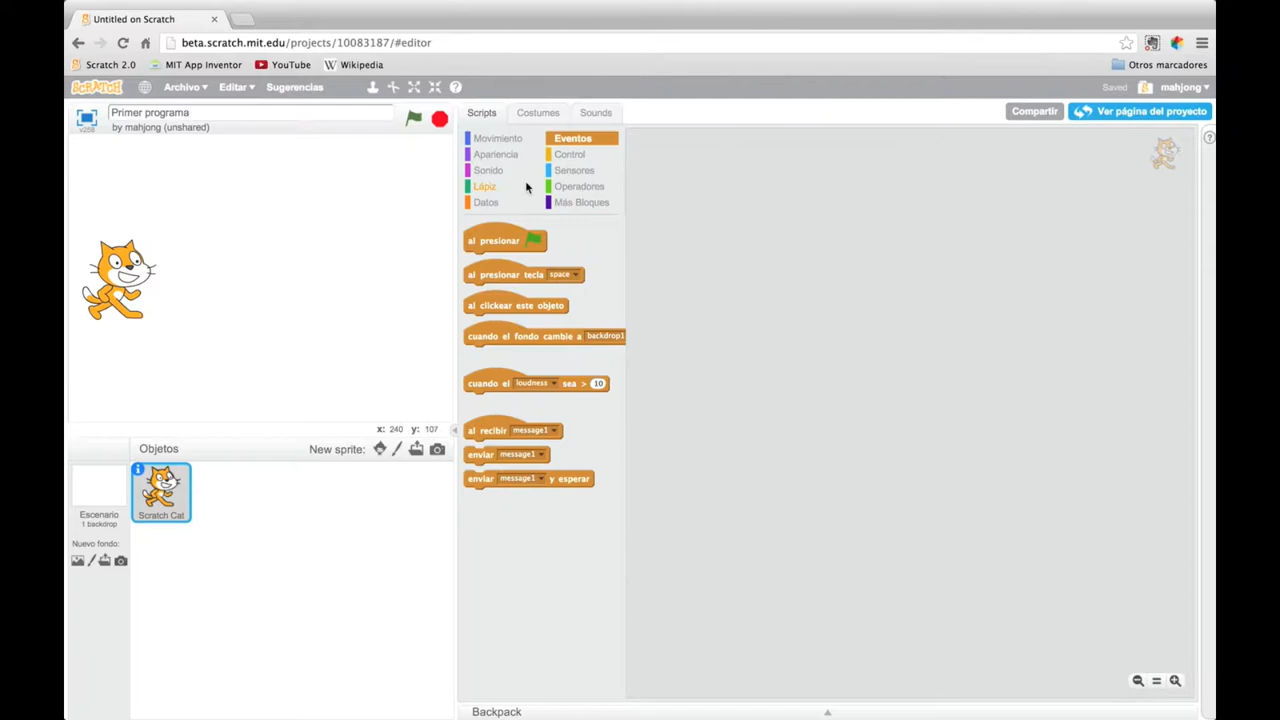 Untitled on Scratch
beta.scratch.mit.edu/projects/10083187/#editor
Scratch 2.0 MIT App Inventor YouTube W Wikipedia Otros marcadores
SCRATCH Archivo Editar Sugerencias Saved mahjong
v258 Primer programa
by mahjong (unshared)
Scripts Costumes Sounds Compartir Ver página del proyecto
Movimiento Eventos
Apariencia Control
Sonido Sensores
Lápiz Operadores
Datos Más Bloques
al presionar
al presionar tecla space
al clickear este objeto
cuando el fondo cambie a backdrop1
cuando el loudness sea > 10
al recibir message1
enviar message1
enviar message1 y esperar
x: 240 y: 107
Objetos New sprite:
Scratch Cat
Escenario
1 backdrop
Nuevo fondo:
Backpack